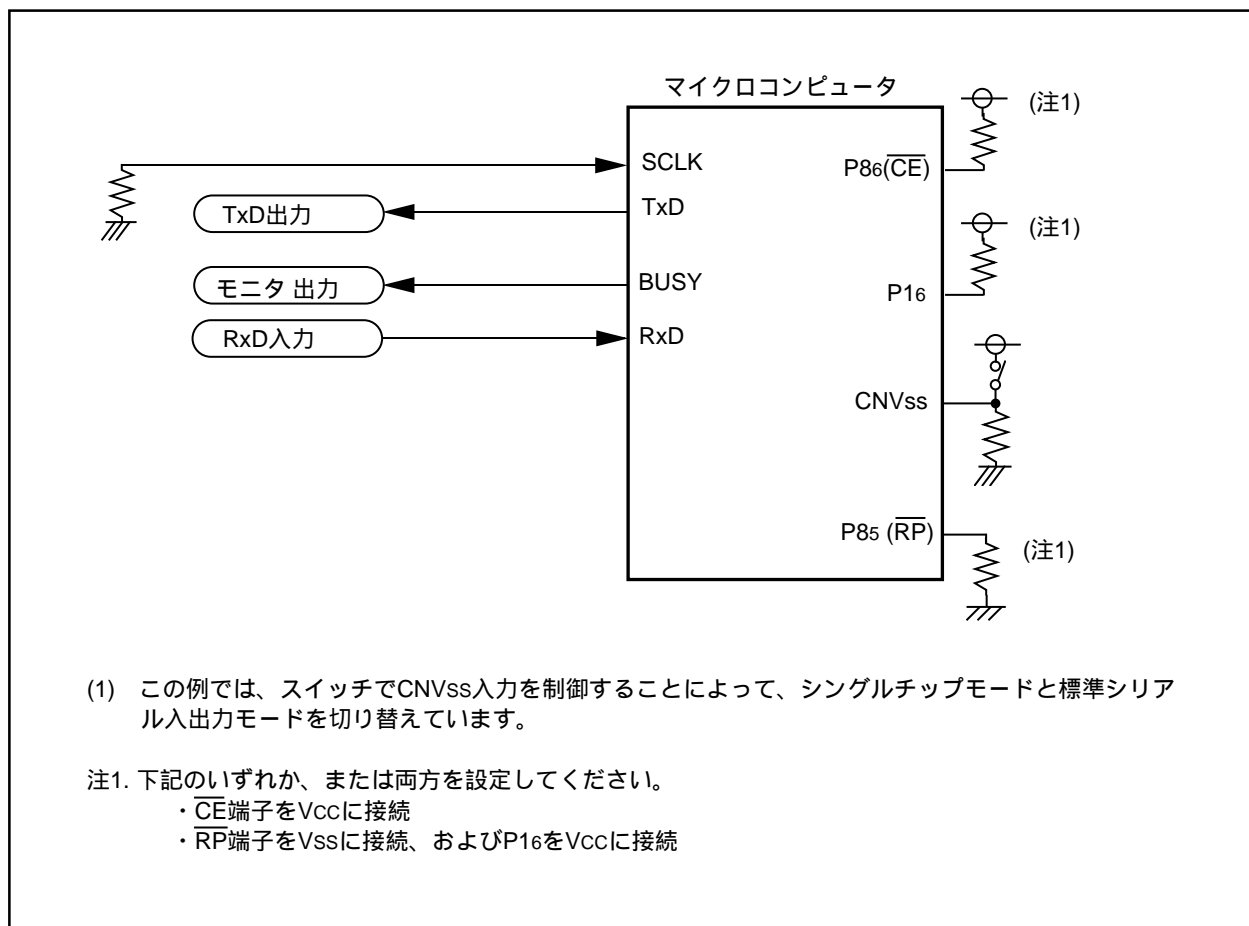 マイクロコンピュータ
(注1)
SCLK
P86(CE)
TxD出力
TxD
(注1)
モニタ 出力
BUSY
P16
RxD入力
RxD
CNVss
P85 (RP)
(注1)
(1) この例では、スイッチでCNVss入力を制御することによって、シングルチップモードと標準シリア
ル入出力モードを切り替えています。
注1. 下記のいずれか、または両方を設定してください。
・CE端子をVccに接続
・RP端子をVssに接続、およびP16をVccに接続